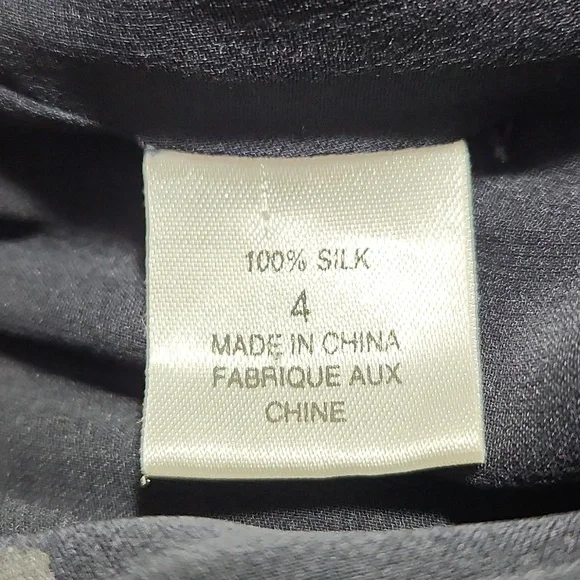 100% SILK
4
MADE IN CHINA
FABRIQUE AUX
CHINE